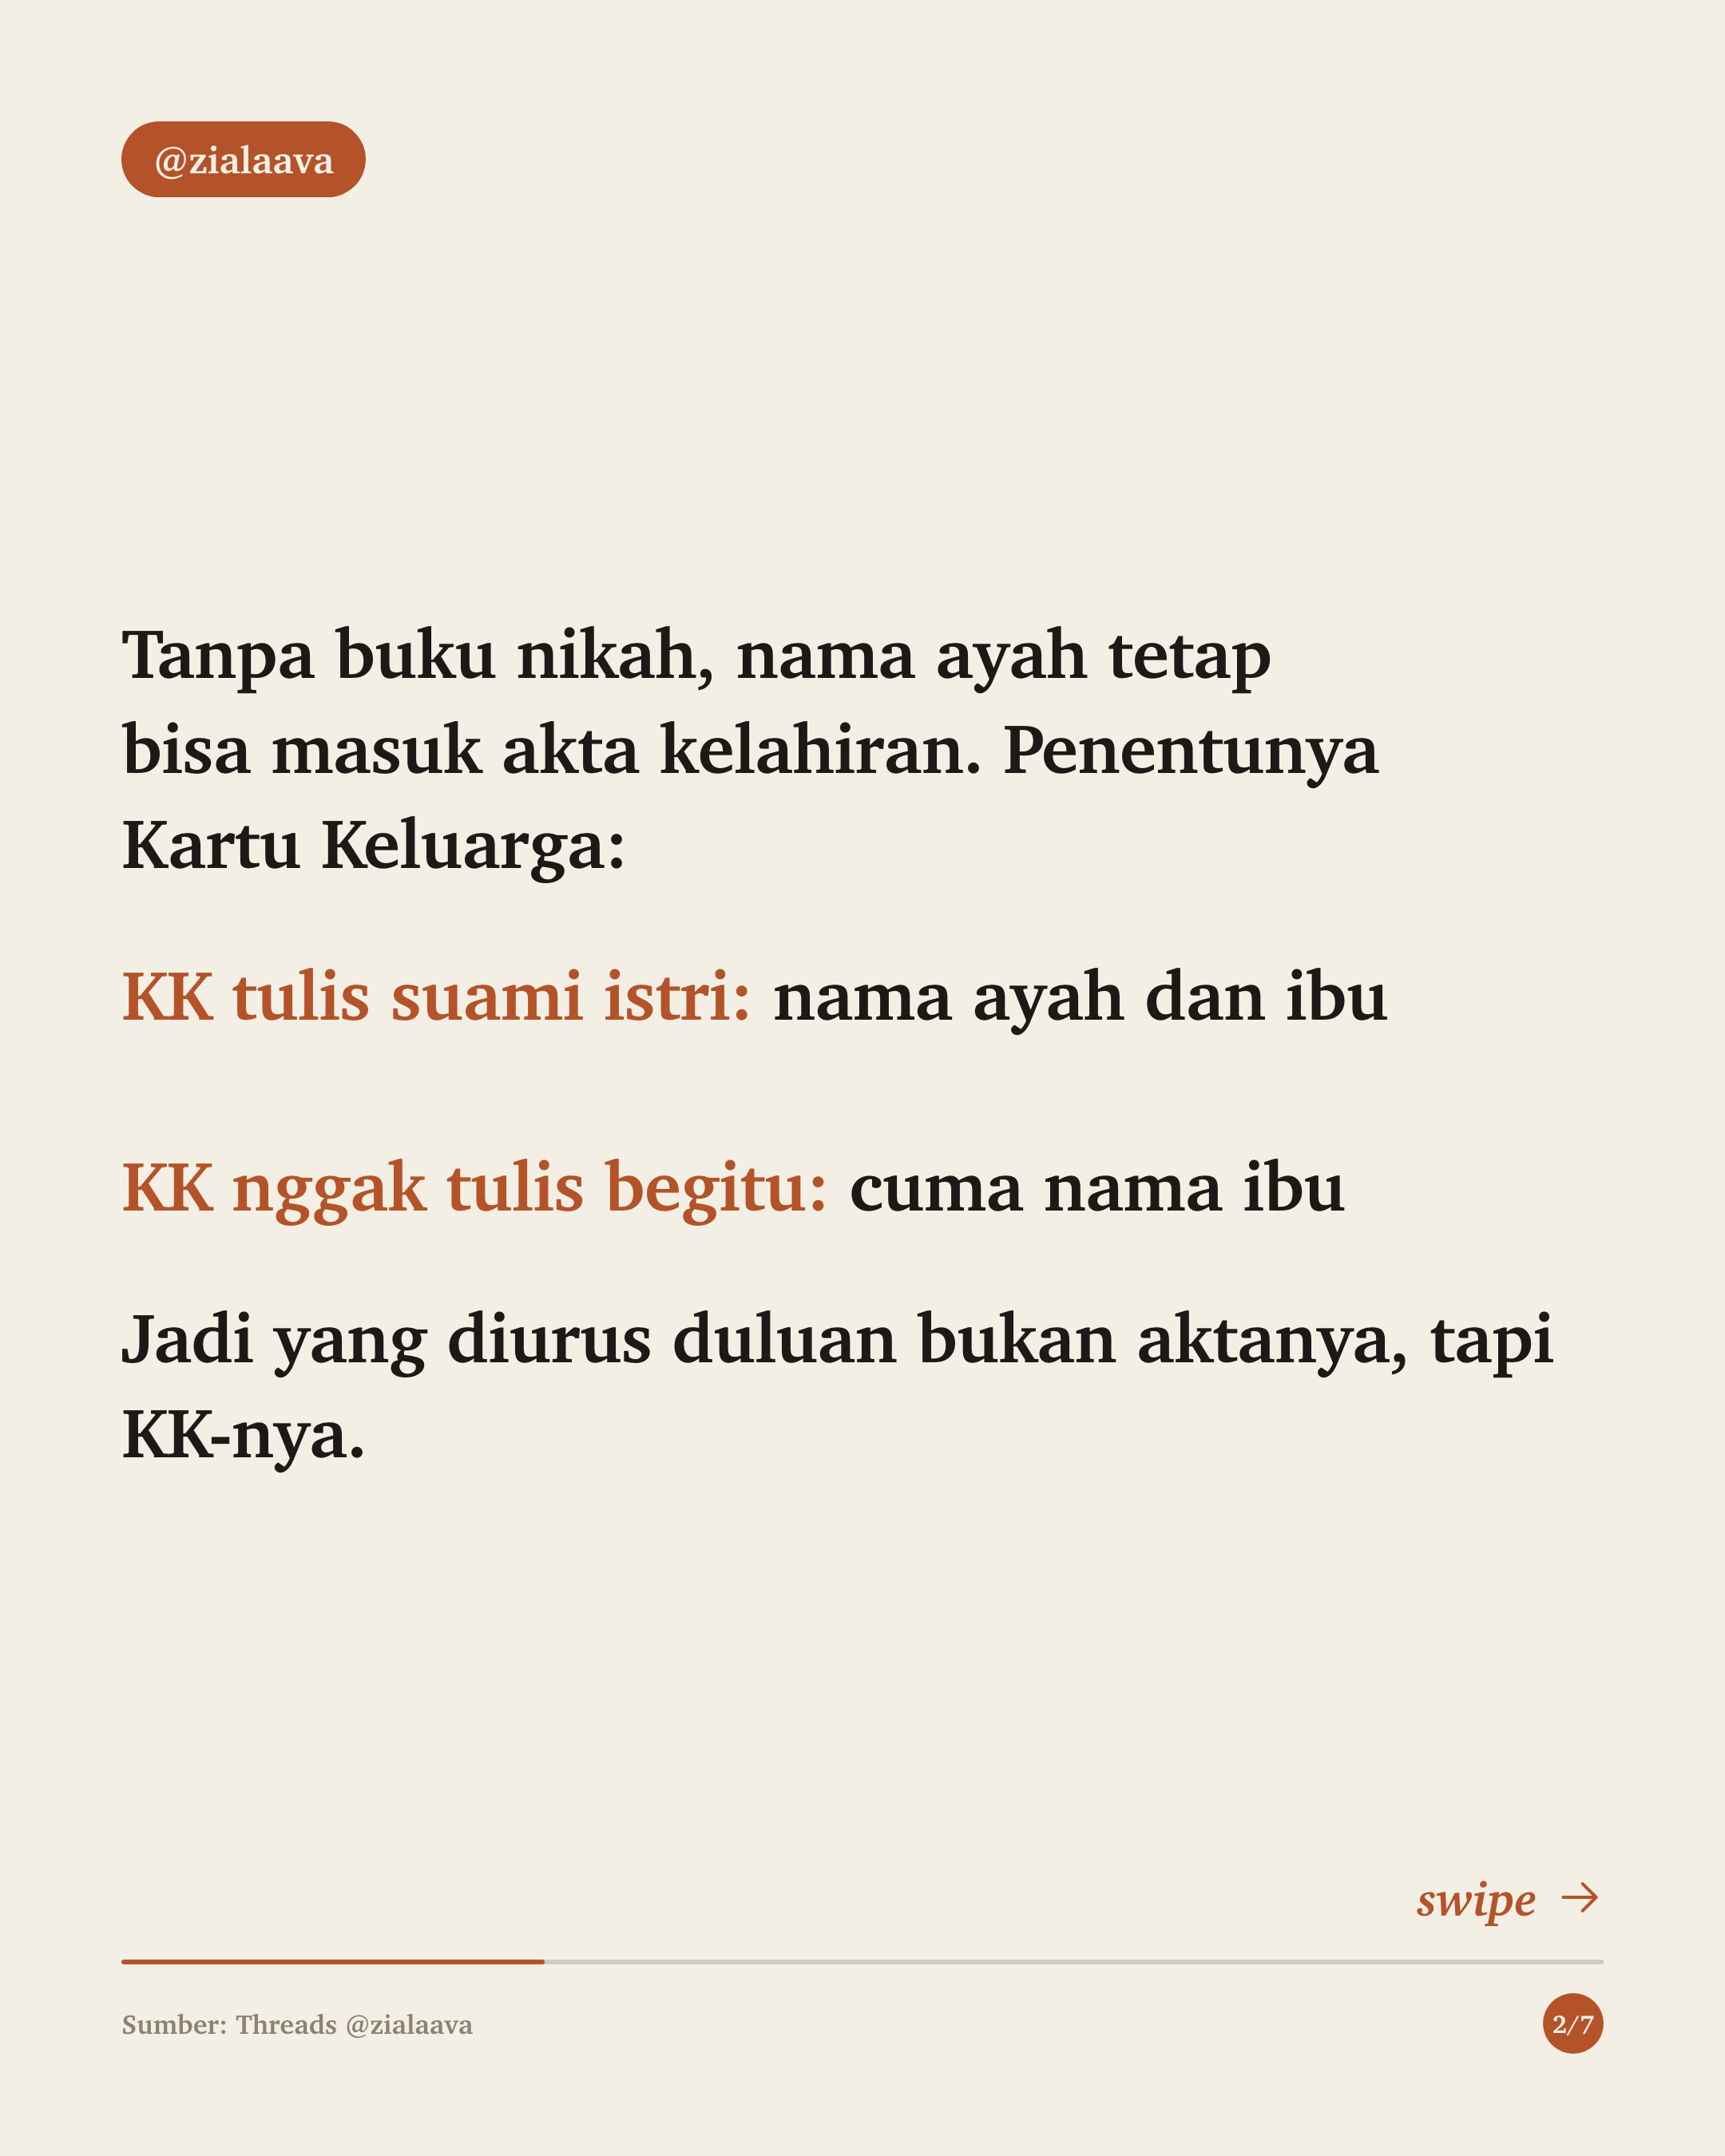 @zialaava
Tanpa buku nikah, nama ayah tetap
bisa masuk akta kelahiran. Penentunya
Kartu Keluarga:
KK tulis suami istri: nama ayah dan ibu
KK nggak tulis begitu: cuma nama ibu
Jadi yang diurus duluan bukan aktanya, tapi
KK-nya.
swipe →
Sumber: Threads @zialaava
2/7